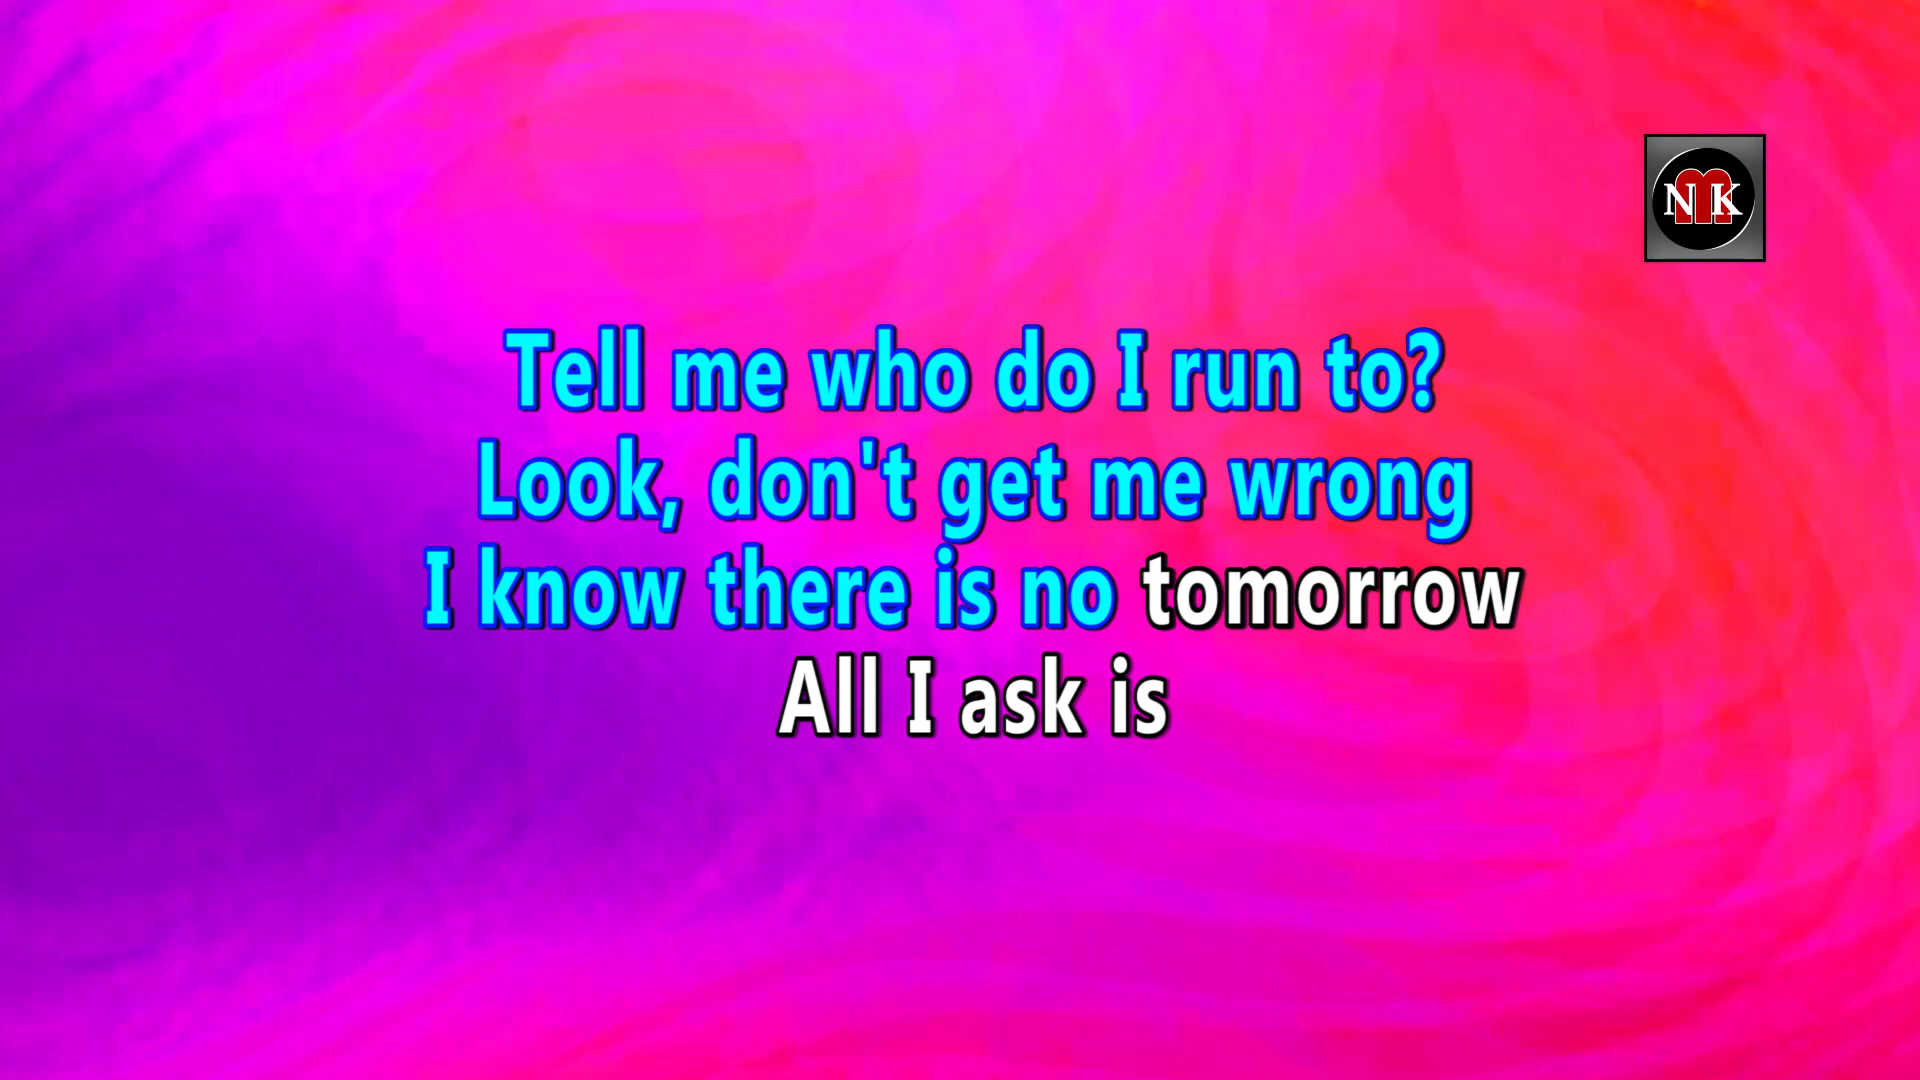 NMK
Tell me who do I run to?
Look, don't get me wrong
I know there is no tomorrow
All I ask is